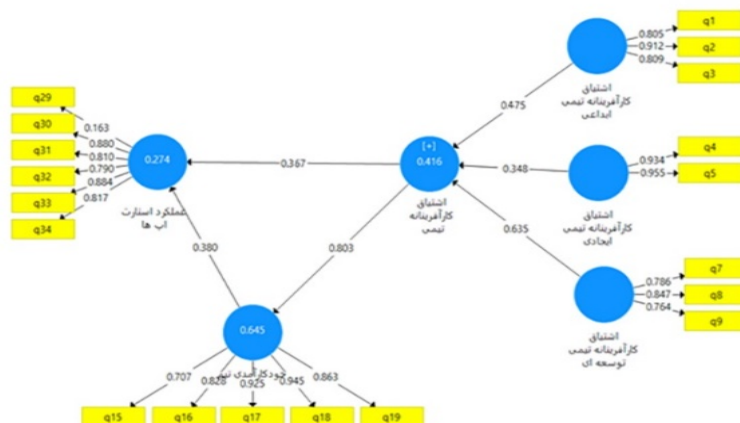 q1
0.805
0.912
q2
0.809
q3
اشتیاق
کارآفرینانه تیمی
ابداعی
0.475
q29
0.163
q30
0.880
q31
0.810
0.274
q32
0.790
q33
0.884
q34
0.817
عملکرد استارت
اپ ها
0.367
[+]
0.416
اشتیاق
کارآفرینانه
تیمی
0.348
0.934
q4
0.955
q5
اشتیاق
کارآفرینانه تیمی
ایجادی
0.380
0.803
0.635
0.786
q7
0.847
q8
0.764
q9
اشتیاق
کارآفرینانه تیمی
توسعه ای
0.645
خودکارآمدی
0.707
0.828
0.925
0.945
0.863
q15
q16
q17
q18
q19